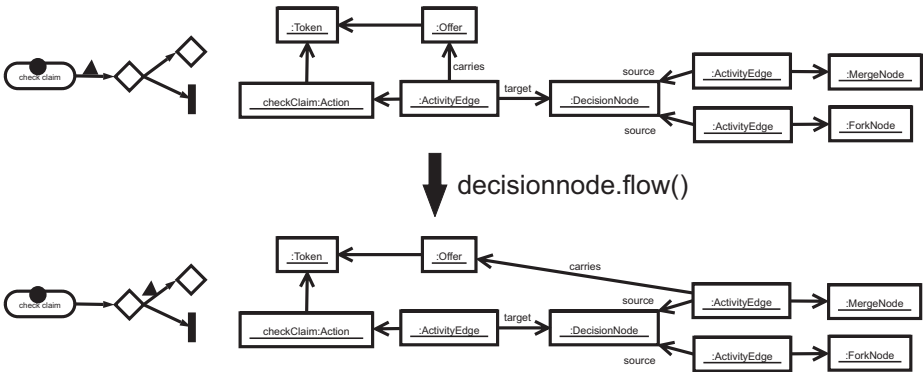 :Token
:Offer
check claim
carries
source
:ActivityEdge
:MergeNode
target
checkClaim:Action
:ActivityEdge
:DecisionNode
source
:ActivityEdge
:ForkNode
decisionnode.flow()
:Token
:Offer
carries
check claim
source
:ActivityEdge
:MergeNode
target
checkClaim:Action
:ActivityEdge
:DecisionNode
source
:ActivityEdge
:ForkNode